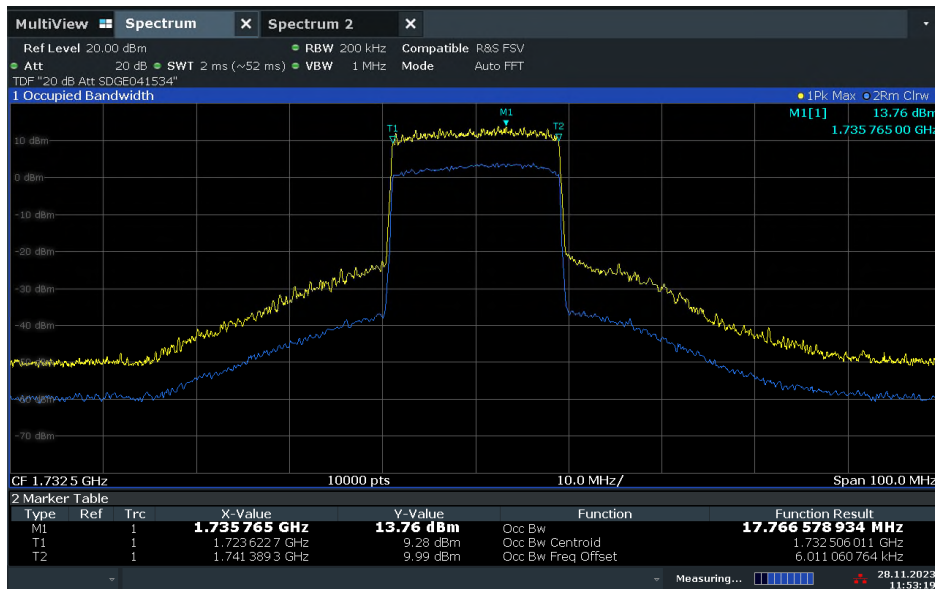 MultiView Spectrum X Spectrum 2 X
Ref Level 20.00 dBm RBW 200 kHz Compatible R&S FSV
Att 20 dB SWT 2 ms (~52 ms) VBW 1 MHz Mode Auto FFT
TDF "20 dB Att SDGE041534"
1 Occupied Bandwidth 1Pk Max 2Rm Clrw
M1[1] 13.76 dBm
1.735 765 00 GHz
M1
T1
T2
10 dBm
0 dBm
-10 dBm
-20 dBm
-30 dBm
-40 dBm
-50 dBm
-60 dBm
-70 dBm
CF 1.732 5 GHz 10000 pts 10.0 MHz/ Span 100.0 MHz
2 Marker Table
Type Ref Trc X-Value Y-Value Function Function Result
M1 1 1.735 765 GHz 13.76 dBm Occ Bw 17.766 578 934 MHz
T1 1 1.723 622 7 GHz 9.28 dBm Occ Bw Centroid 1.732 506 011 GHz
T2 1 1.741 389 3 GHz 9.99 dBm Occ Bw Freq Offset 6.011 060 764 kHz
Measuring... 28.11.2023
11:53:19